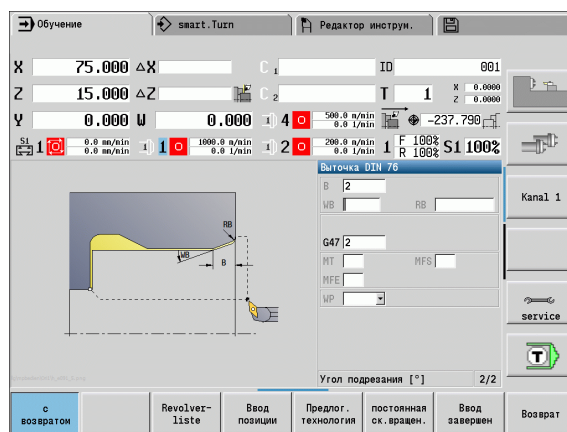 Обучение smart.Turn Редактор инструм.
X 75.000 ΔX C 1 ID 001
Z 15.000 ΔZ C 2 T 1 X 0.0000 Z 0.0000
Y 0.000 U 0.000 4 500.0 m/min 0.0 1/min -237.790
S1 1 0.0 mm/min 0.0 mm/min 1 1000.0 m/min 0.0 1/min 2 200.0 m/min 0.0 1/min 1 F 100% R 100% S1 100%
Выточка DIN 76
B 2
WB RB
G47 2
MT MFS
MFE
WP
Угол подрезания [°] 2/2
RB
WB
B
Kanal 1
service
T
с возвратом
Revolver-liste
Ввод позиции
Предлог. технология
постоянная ск.вращен.
Ввод завершен
Возврат